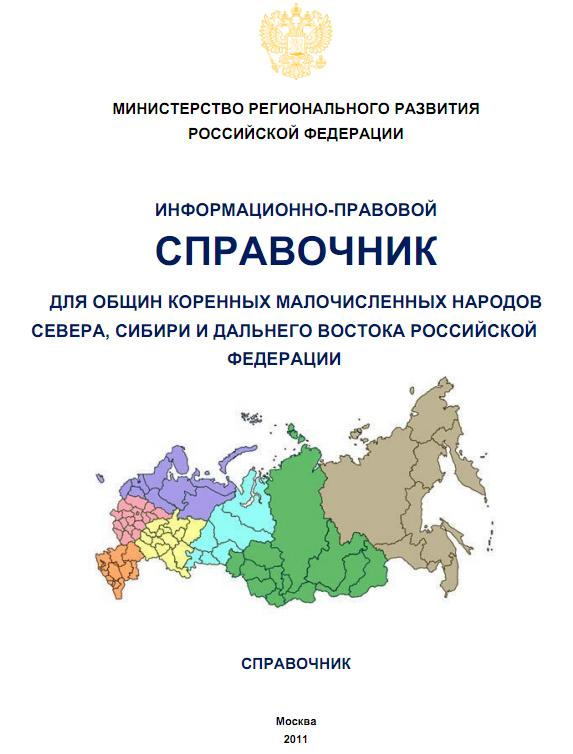 МИНИСТЕРСТВО РЕГИОНАЛЬНОГО РАЗВИТИЯ
РОССИЙСКОЙ ФЕДЕРАЦИИ
ИНФОРМАЦИОННО-ПРАВОВОЙ
СПРАВОЧНИК
ДЛЯ ОБЩИН КОРЕННЫХ МАЛОЧИСЛЕННЫХ НАРОДОВ
СЕВЕРА, СИБИРИ И ДАЛЬНЕГО ВОСТОКА РОССИЙСКОЙ
ФЕДЕРАЦИИ
СПРАВОЧНИК
Москва
2011